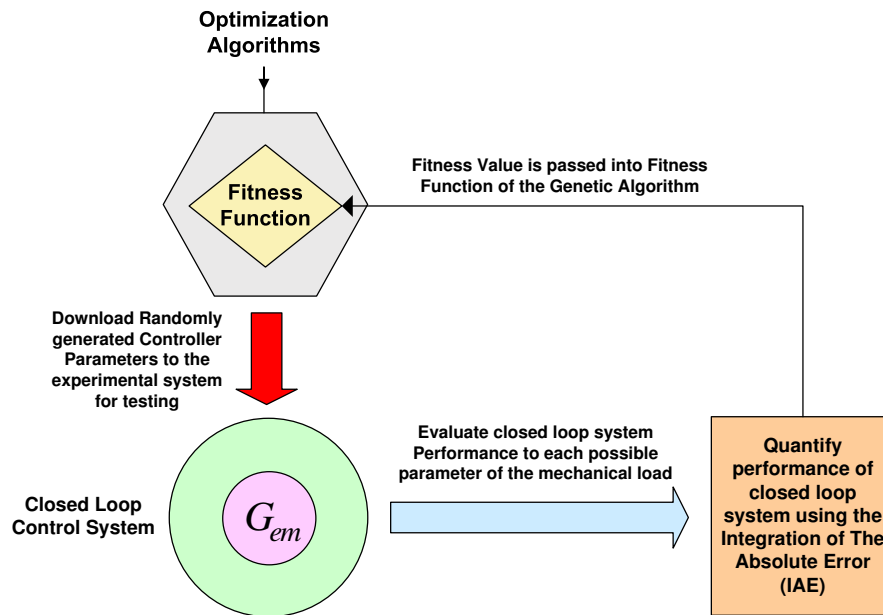 Optimization
Algorithms
Fitness Value is passed into Fitness
Function of the Genetic Algorithm
Fitness
Function
Download Randomly
generated Controller
Parameters to the
experimental system
for testing
Evaluate closed loop system
Performance to each possible
parameter of the mechanical load
Closed Loop
Control System
G_em
Quantify
performance of
closed loop
system using the
Integration of The
Absolute Error
(IAE)